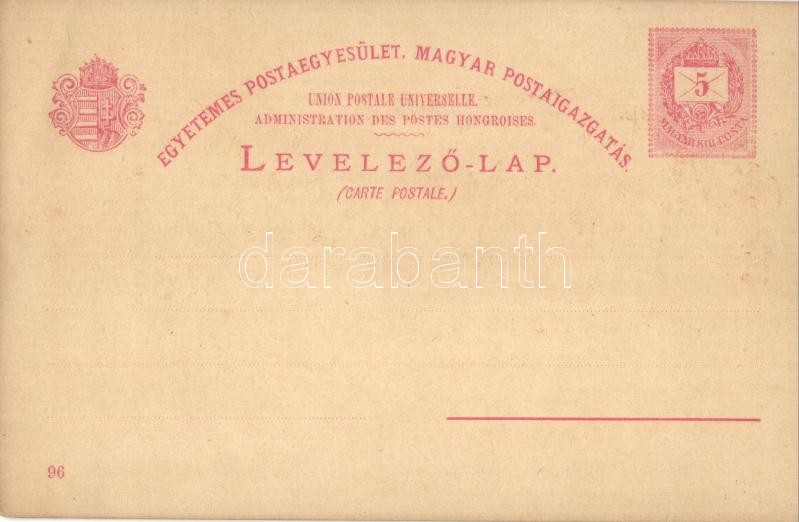 EGYETEMES POSTAEGYESÜLET. MAGYAR POSTAIGAZGATÁS.
UNION POSTALE UNIVERSELLE.
ADMINISTRATION DES POSTES HONGROISES.
LEVELEZŐ-LAP.
(CARTE POSTALE.)
5
MAGYAR KIR. POSTA
darabanth
96